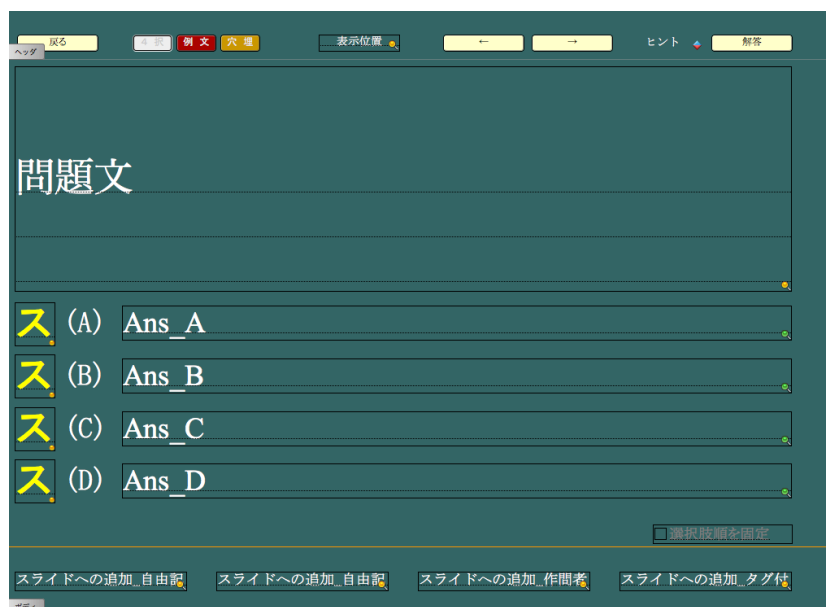 戻る
4 択 例 文 穴 埋
表示位置
←
→
ヒント
解答
ヘッダ
問題文
ス (A) Ans_A
ス (B) Ans_B
ス (C) Ans_C
ス (D) Ans_D
選択肢順を固定
スライドへの追加_自由記 スライドへの追加_自由記 スライドへの追加_作問者 スライドへの追加_タグ付